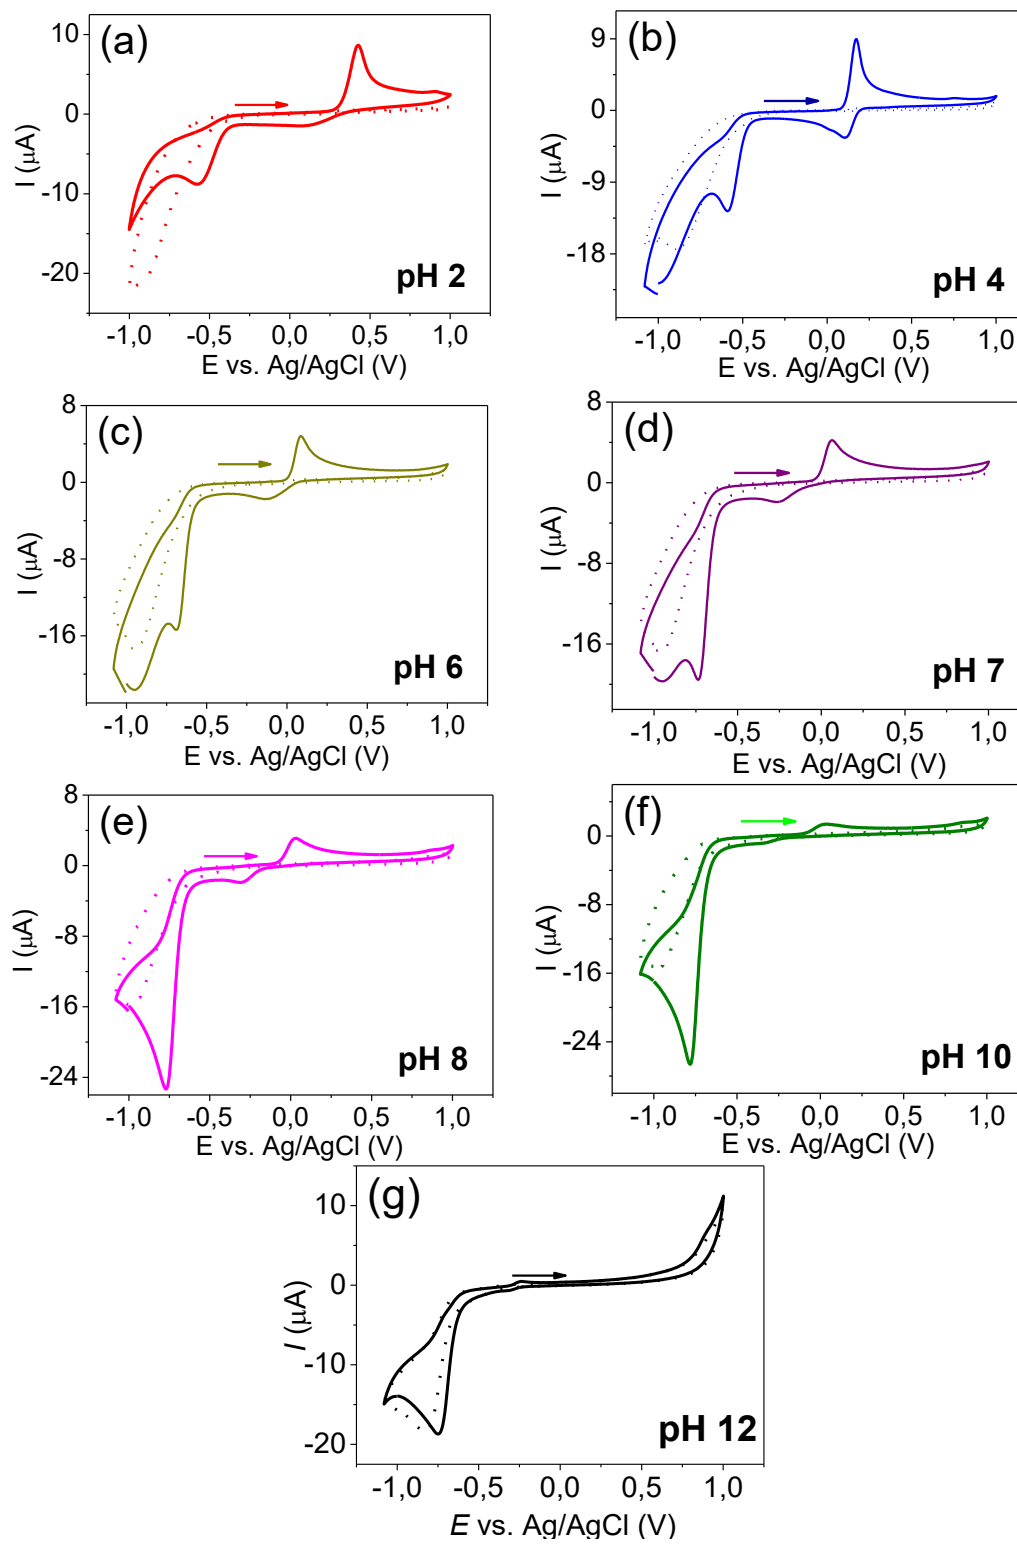 (a)
10
0
-10
-20
I (μA)
pH 2
-1,0 -0,5 0,0 0,5 1,0
E vs. Ag/AgCl (V)
(b)
9
0
-9
-18
I (μA)
pH 4
-1,0 -0,5 0,0 0,5 1,0
E vs. Ag/AgCl (V)
(c)
8
0
-8
-16
I (μA)
pH 6
-1,0 -0,5 0,0 0,5 1,0
E vs. Ag/AgCl (V)
(d)
8
0
-8
-16
I (μA)
pH 7
-1,0 -0,5 0,0 0,5 1,0
E vs. Ag/AgCl (V)
(e)
8
0
-8
-16
-24
I (μA)
pH 8
-1,0 -0,5 0,0 0,5 1,0
E vs. Ag/AgCl (V)
(f)
0
-8
-16
-24
I (μA)
pH 10
-1,0 -0,5 0,0 0,5 1,0
E vs. Ag/AgCl (V)
(g)
10
0
-10
-20
I (μA)
pH 12
-1,0 -0,5 0,0 0,5 1,0
E vs. Ag/AgCl (V)